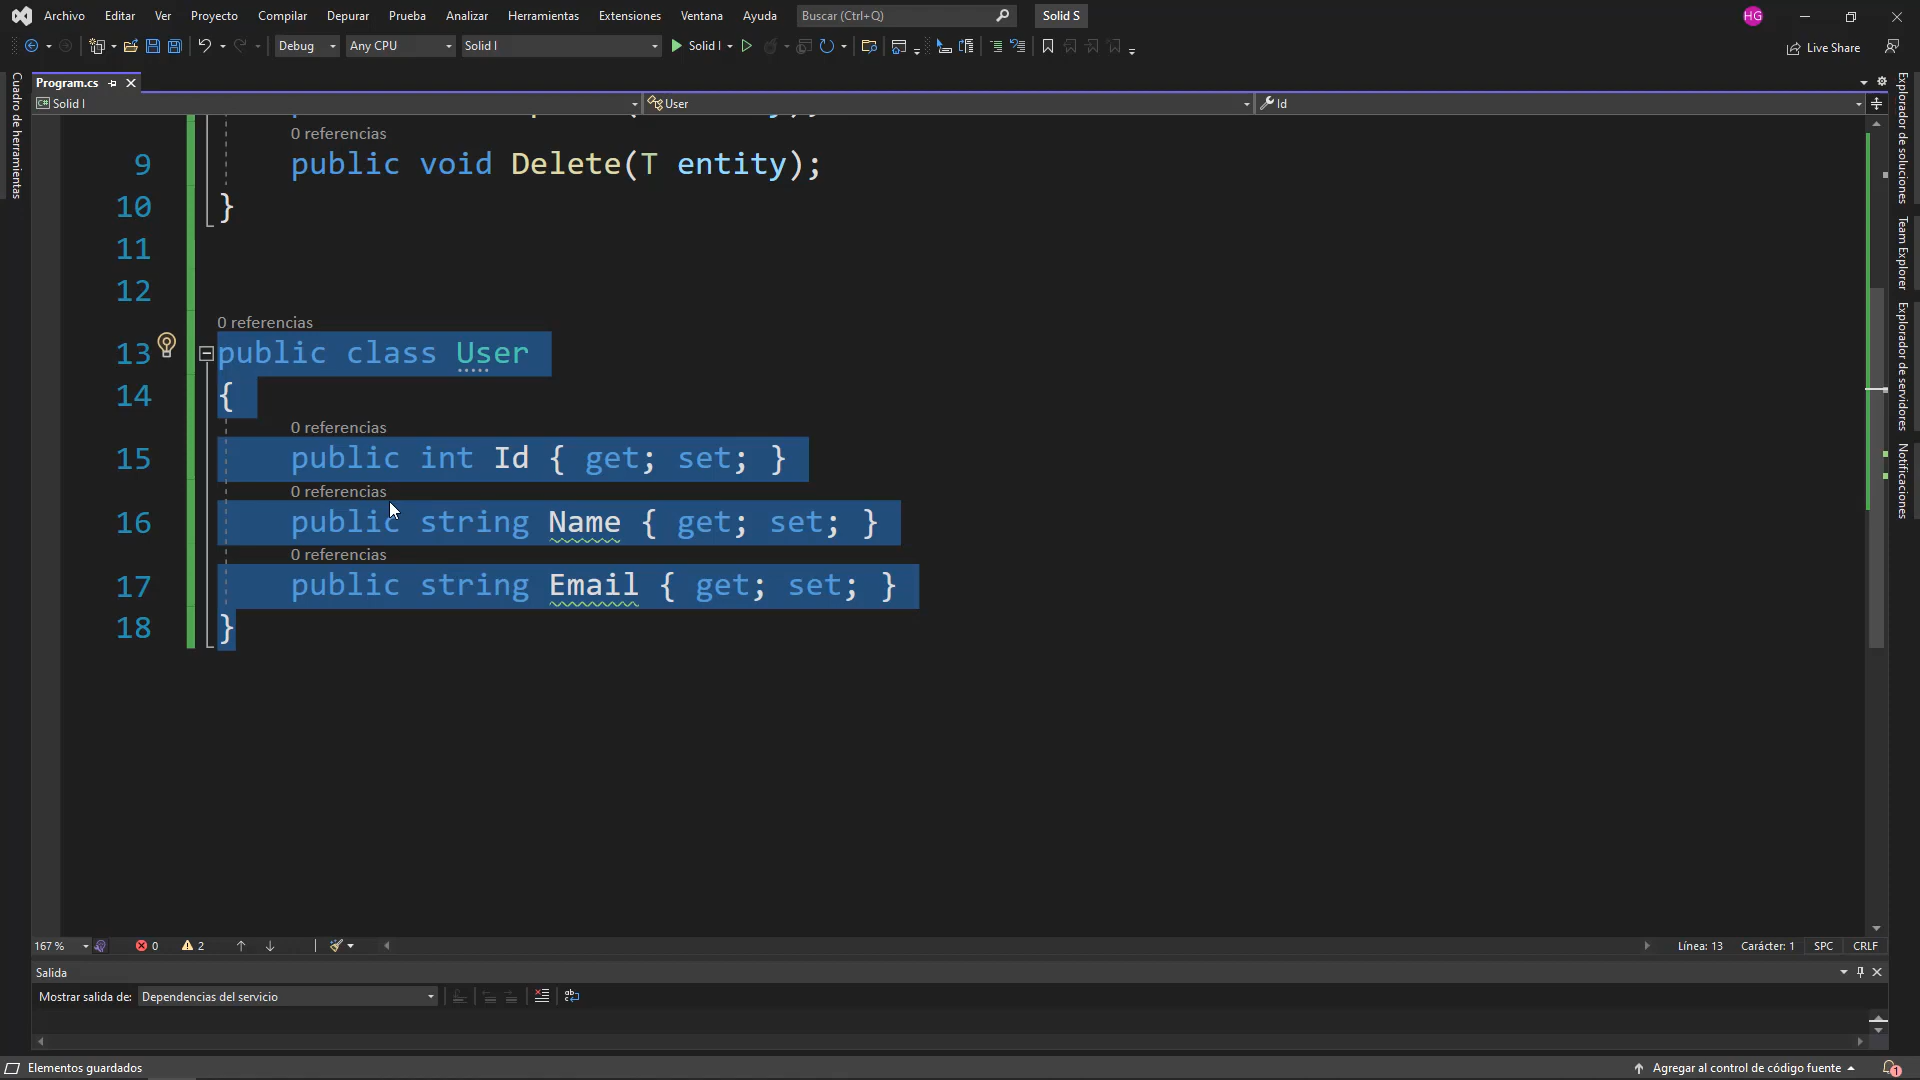 Archivo Editar Ver Proyecto Compilar Depurar Prueba Analizar Herramientas Extensiones Ventana Ayuda Buscar (Ctrl+Q) Solid S HG
Debug Any CPU Solid I Solid I Live Share
Program.cs
C# Solid I User Id
Cuadro de herramientas
Explorador de soluciones
Team Explorer
Explorador de servidores
Notificaciones
0 referencias
9 public void Delete(T entity);
10 }
11
12
0 referencias
13 public class User
14 {
0 referencias
15 public int Id { get; set; }
0 referencias
16 public string Name { get; set; }
0 referencias
17 public string Email { get; set; }
18 }
167 % 0 2 Línea: 13 Carácter: 1 SPC CRLF
Salida
Mostrar salida de: Dependencias del servicio
Elementos guardados Agregar al control de código fuente 1